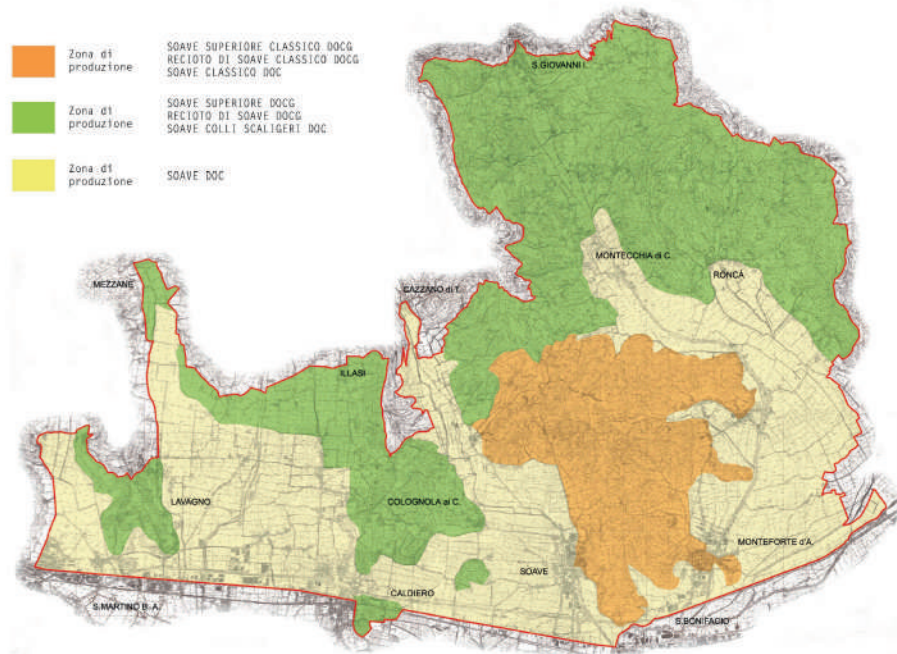 Zona di
produzione
SOAVE SUPERIORE CLASSICO DOCG
RECIOTO DI SOAVE CLASSICO DOCG
SOAVE CLASSICO DOC
Zona di
produzione
SOAVE SUPERIORE DOCG
RECIOTO DI SOAVE DOCG
SOAVE COLLI SCALIGERI DOC
Zona di
produzione
SOAVE DOC
S.GIOVANNI I.
MONTECCHIA di C.
RONCÀ
MEZZANE
CAZZANO di T.
ILLASI
LAVAGNO
COLOGNOLA ai C.
MONTEFORTE d'A.
SOAVE
CALDIERO
S.MARTINO B. A.
S.BONIFACIO